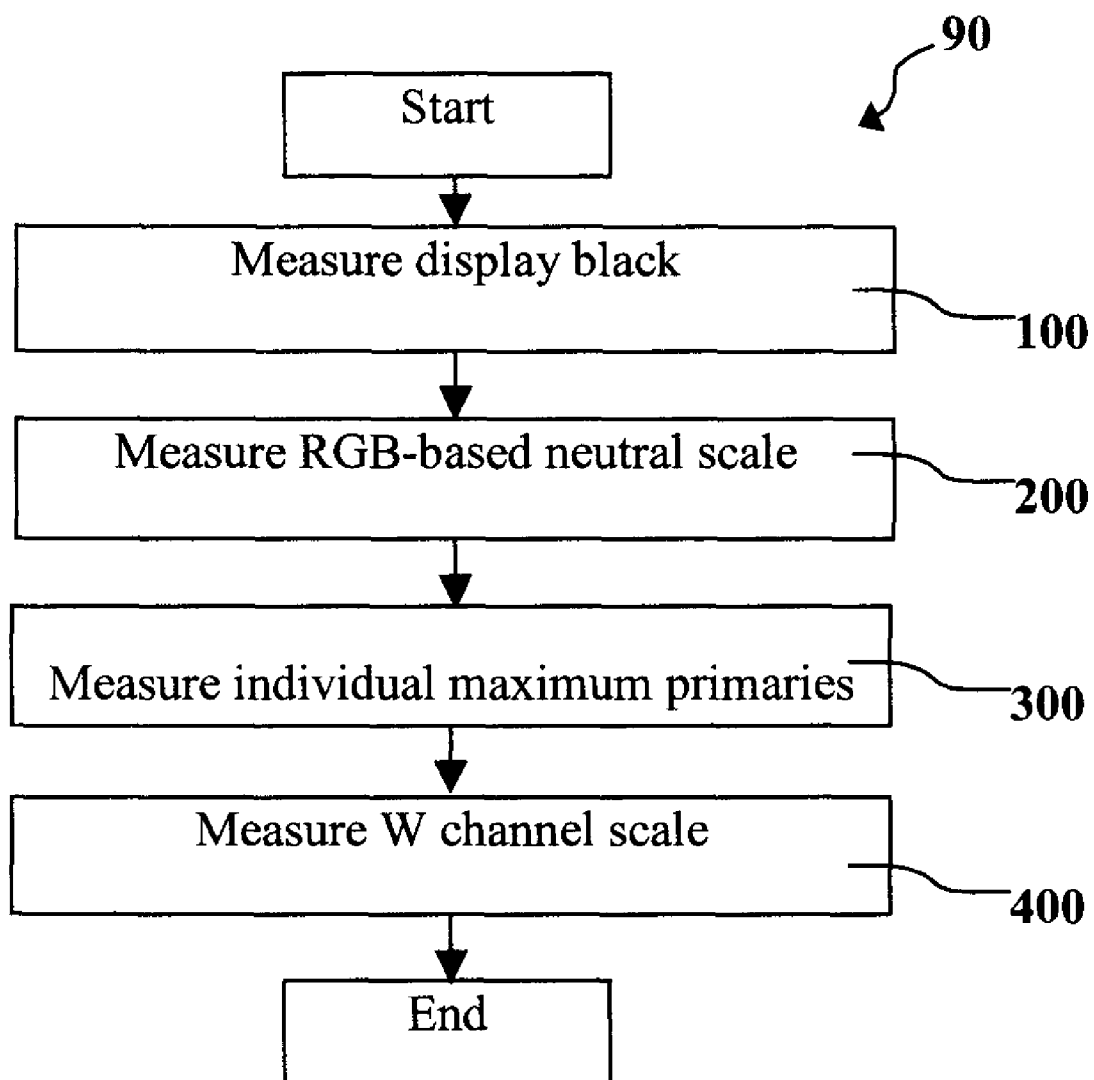 90
Start
Measure display black
100
Measure RGB-based neutral scale
200
Measure individual maximum primaries
300
Measure W channel scale
400
End